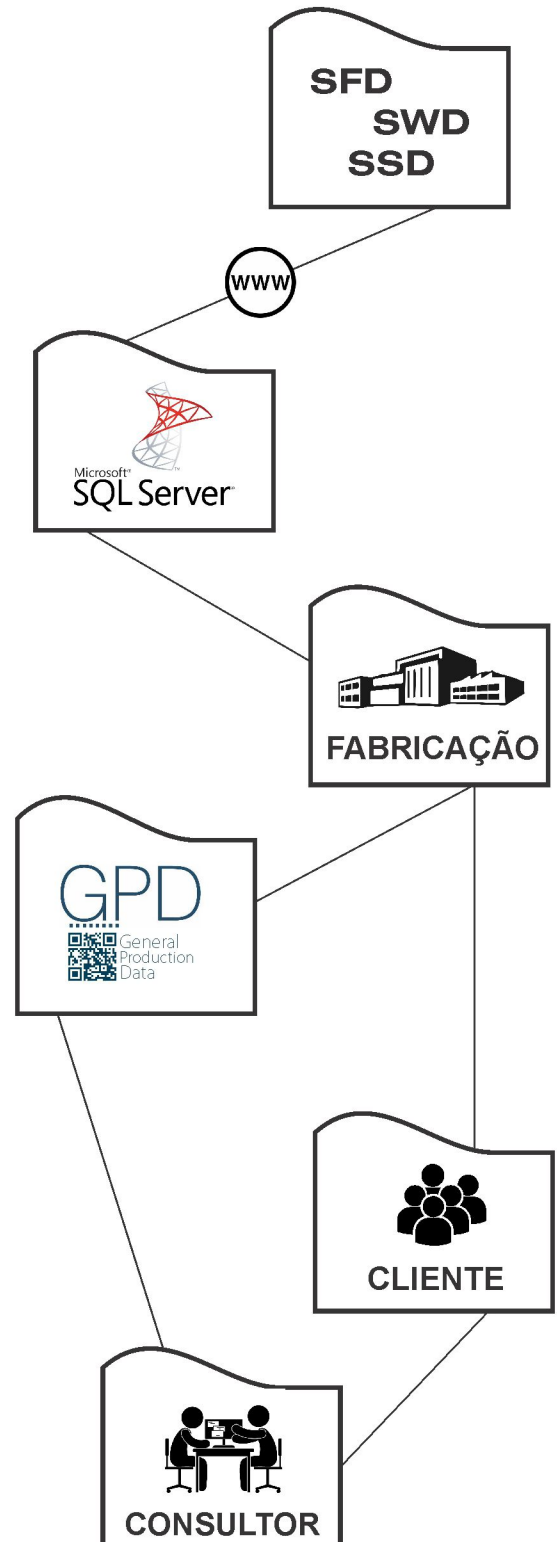 SFD
SWD
SSD
www
Microsoft®
SQL Server
FABRICAÇÃO
GPD
General
Production
Data
CLIENTE
CONSULTOR